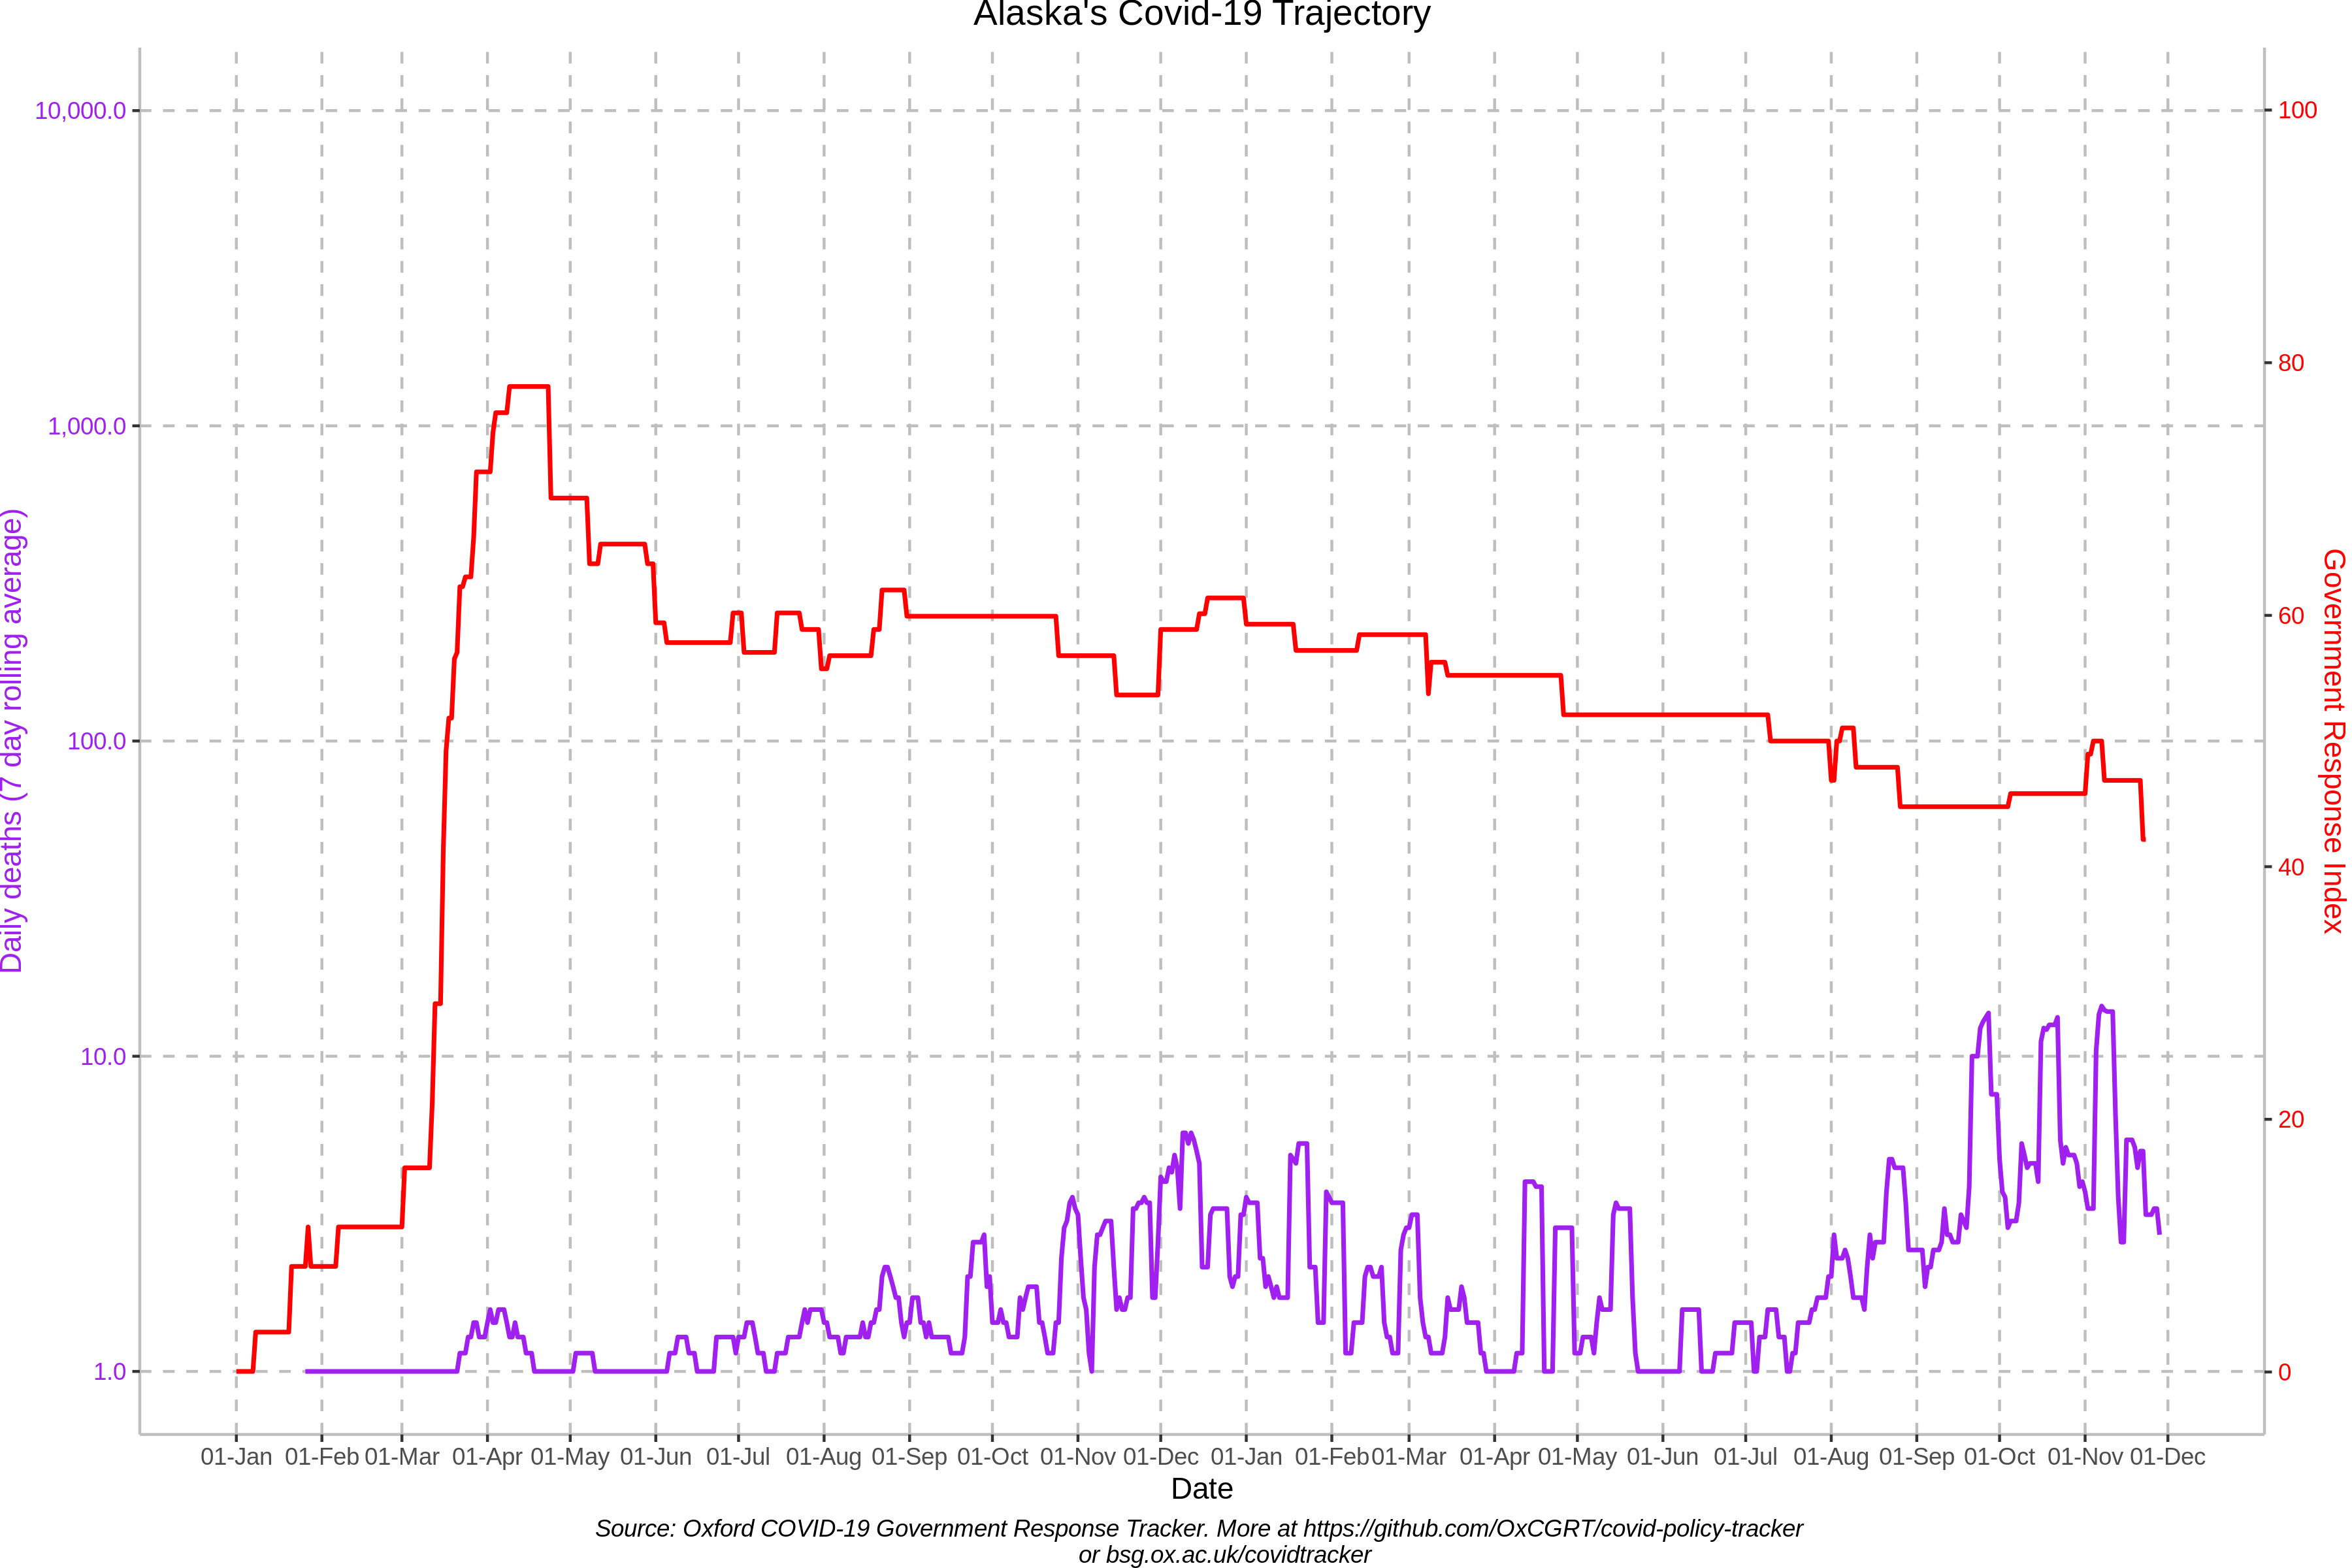 Alaska's Covid-19 Trajectory
Daily deaths (7 day rolling average)
10,000.0
1,000.0
100.0
10.0
1.0
100
80
60
40
20
0
Government Response Index
01-Jan 01-Feb 01-Mar 01-Apr 01-May 01-Jun 01-Jul 01-Aug 01-Sep 01-Oct 01-Nov 01-Dec 01-Jan 01-Feb 01-Mar 01-Apr 01-May 01-Jun 01-Jul 01-Aug 01-Sep 01-Oct 01-Nov 01-Dec
Date
Source: Oxford COVID-19 Government Response Tracker. More at https://github.com/OxCGRT/covid-policy-tracker
or bsg.ox.ac.uk/covidtracker